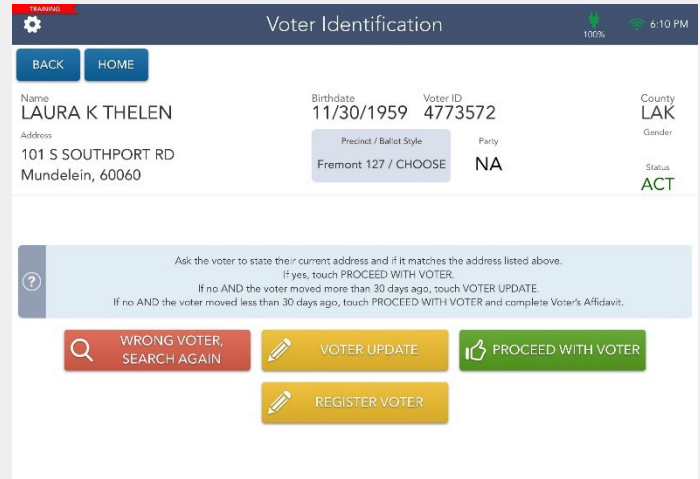 TRAINING
Voter Identification
100%
6:10 PM
BACK
HOME
Name
LAURA K THELEN
Birthdate
11/30/1959
Voter ID
4773572
County
LAK
Address
101 S SOUTHPORT RD
Mundelein, 60060
Precinct / Ballot Style
Fremont 127 / CHOOSE
Party
NA
Gender
Status
ACT
?
Ask the voter to state their current address and if it matches the address listed above.
If yes, touch PROCEED WITH VOTER.
If no AND the voter moved more than 30 days ago, touch VOTER UPDATE.
If no AND the voter moved less than 30 days ago, touch PROCEED WITH VOTER and complete Voter's Affidavit.
WRONG VOTER,
SEARCH AGAIN
VOTER UPDATE
PROCEED WITH VOTER
REGISTER VOTER